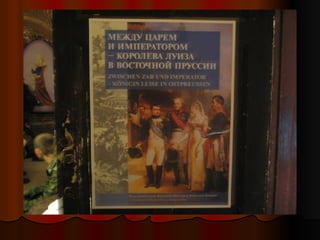 МЕЖДУ ЦАРЕМ
И ИМПЕРАТОРОМ
– КОРОЛЕВА ЛУИЗА
В ВОСТОЧНОЙ ПРУССИИ
ZWISCHEN ZAR UND IMPERATOR
– KÖNIGIN LUISE IN OSTPREUSSEN